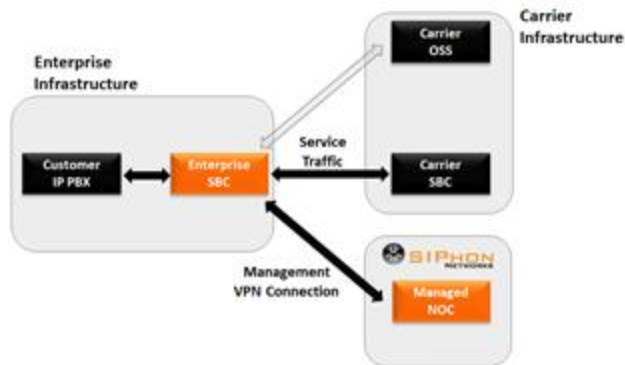 Enterprise
Infrastructure
Customer
IP PBX
Enterprise
SBC
Service
Traffic
Carrier
OSS
Carrier
SBC
Carrier
Infrastructure
Management
VPN Connection
SIPHON
NETWORKS
Managed
NOC